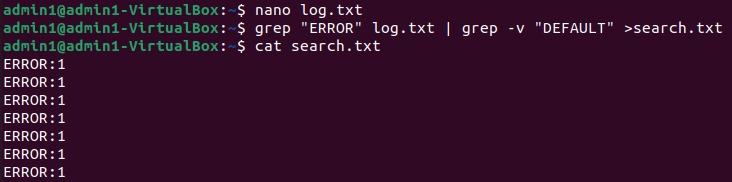 admin1@admin1-VirtualBox:~$ nano log.txt
admin1@admin1-VirtualBox:~$ grep "ERROR" log.txt | grep -v "DEFAULT" >search.txt
admin1@admin1-VirtualBox:~$ cat search.txt
ERROR:1
ERROR:1
ERROR:1
ERROR:1
ERROR:1
ERROR:1
ERROR:1